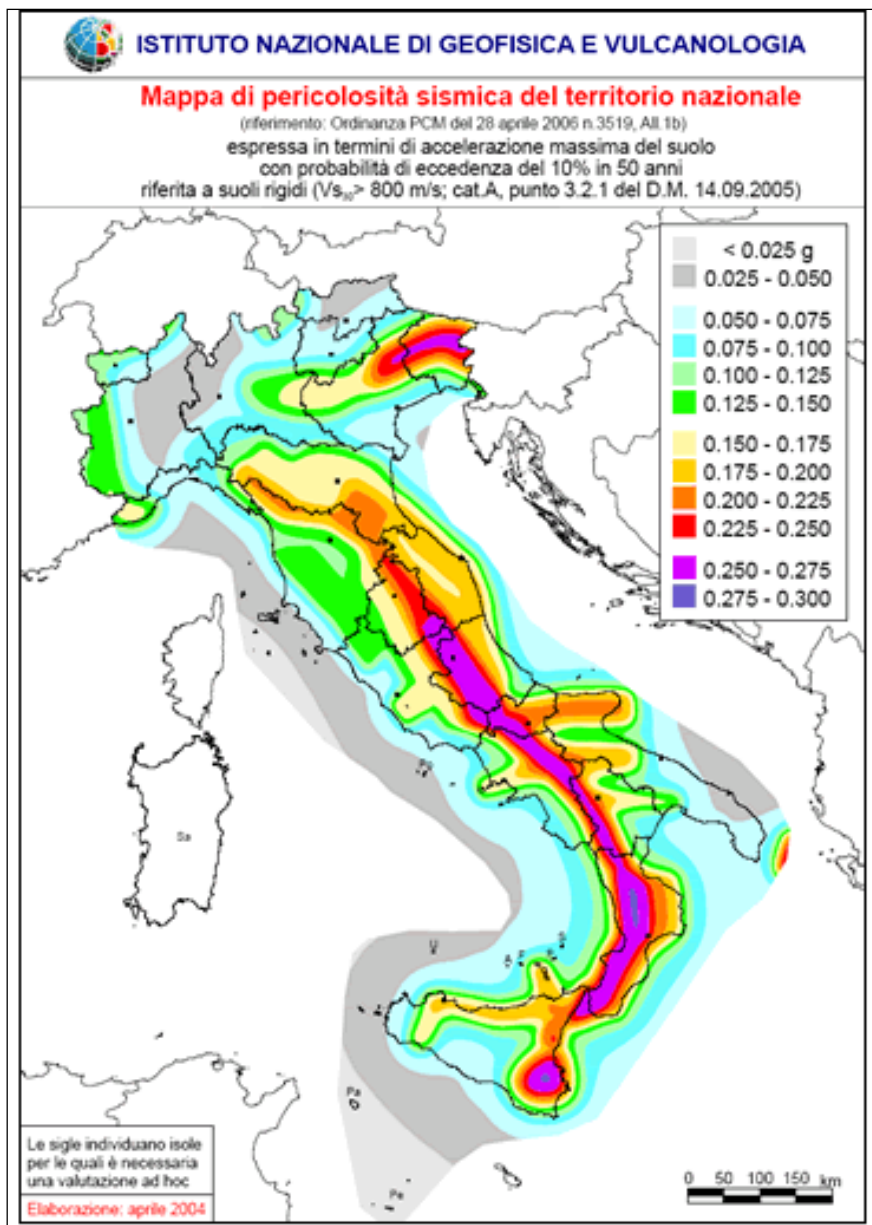 ISTITUTO NAZIONALE DI GEOFISICA E VULCANOLOGIA
Mappa di pericolosità sismica del territorio nazionale
(riferimento: Ordinanza PCM del 28 aprile 2006 n.3519, All.1b)
espressa in termini di accelerazione massima del suolo
con probabilità di eccedenza del 10% in 50 anni
riferita a suoli rigidi (Vs₃₀> 800 m/s; cat.A, punto 3.2.1 del D.M. 14.09.2005)
< 0.025 g
0.025 - 0.050
0.050 - 0.075
0.075 - 0.100
0.100 - 0.125
0.125 - 0.150
0.150 - 0.175
0.175 - 0.200
0.200 - 0.225
0.225 - 0.250
0.250 - 0.275
0.275 - 0.300
Sa
U
A
F
S
Pa
Pe
Le sigle individuano isole
per le quali è necessaria
una valutazione ad hoc
Elaborazione: aprile 2004
0 50 100 150 km